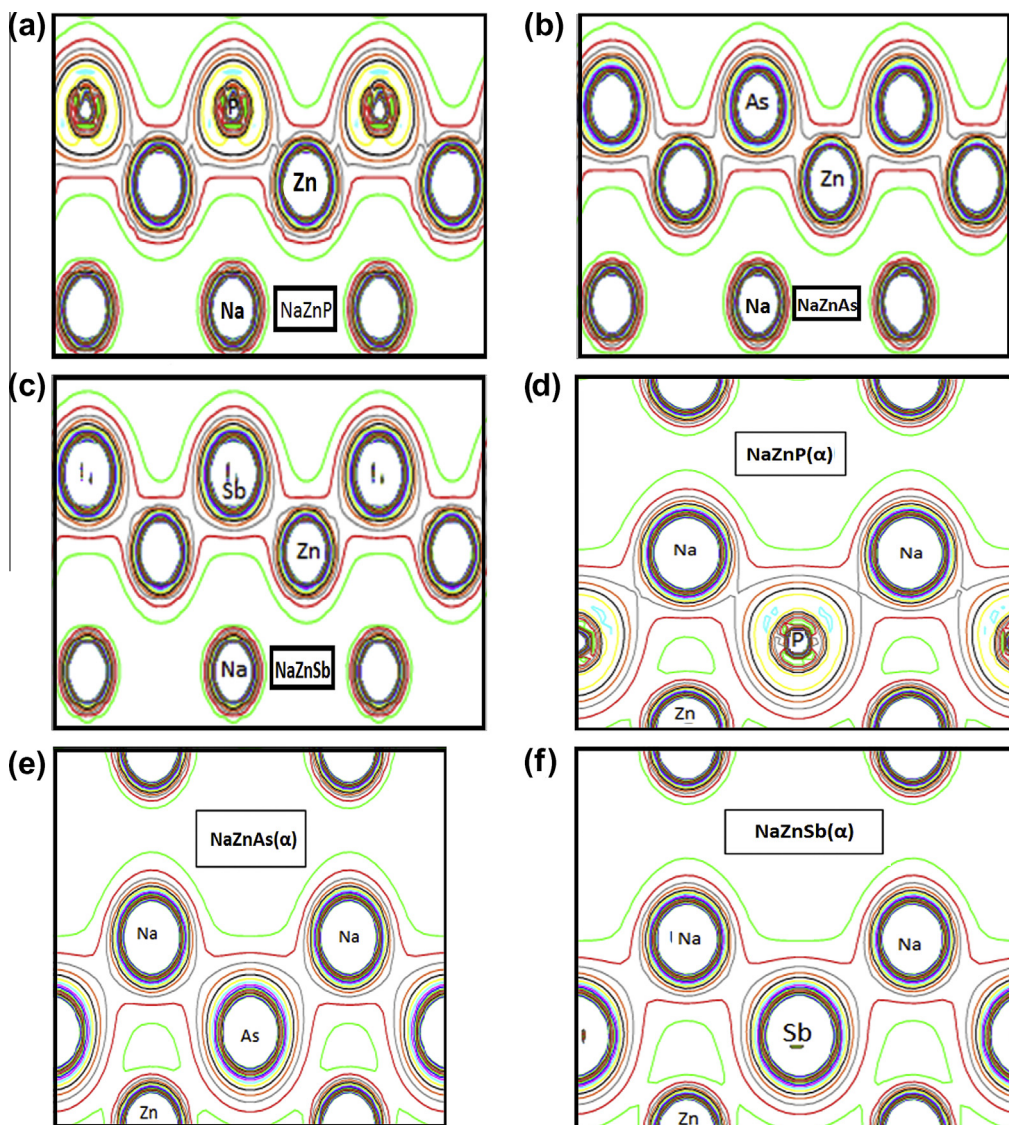 (a)
P
Zn
Na
NaZnP
(b)
As
Zn
Na
NaZnAs
(c)
Sb
Zn
Na
NaZnSb
(d)
NaZnP(α)
Na Na
P
Zn
(e)
NaZnAs(α)
Na Na
As
Zn
(f)
NaZnSb(α)
Na Na
Sb
Zn